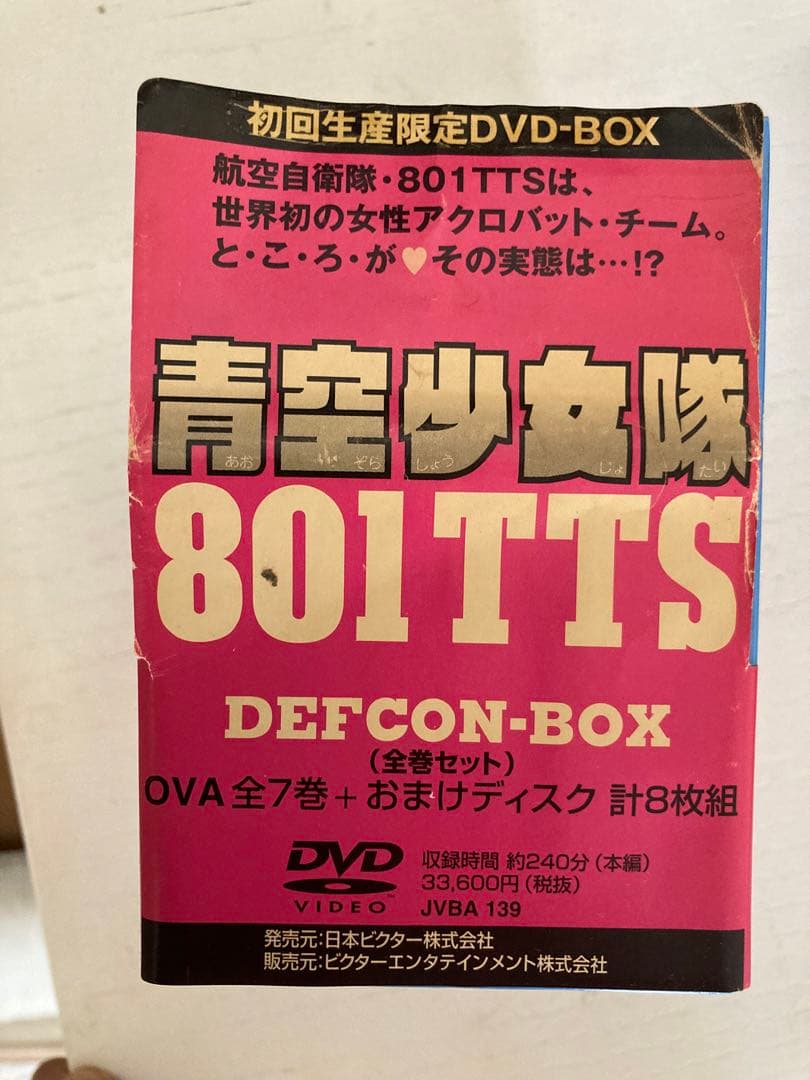 初回生産限定DVD-BOX
航空自衛隊・801TTSは、
世界初の女性アクロバット・チーム。
と・こ・ろ・が♥その実態は…!?
青空少女隊
あお ぞら しょう じょ たい
801TTS
DEFCON-BOX
（全巻セット）
OVA 全7巻 + おまけディスク 計8枚組
DVD
VIDEO™
収録時間 約240分（本編）
33,600円（税抜）
JVBA 139
発売元：日本ビクター株式会社
販売元：ビクターエンタテインメント株式会社